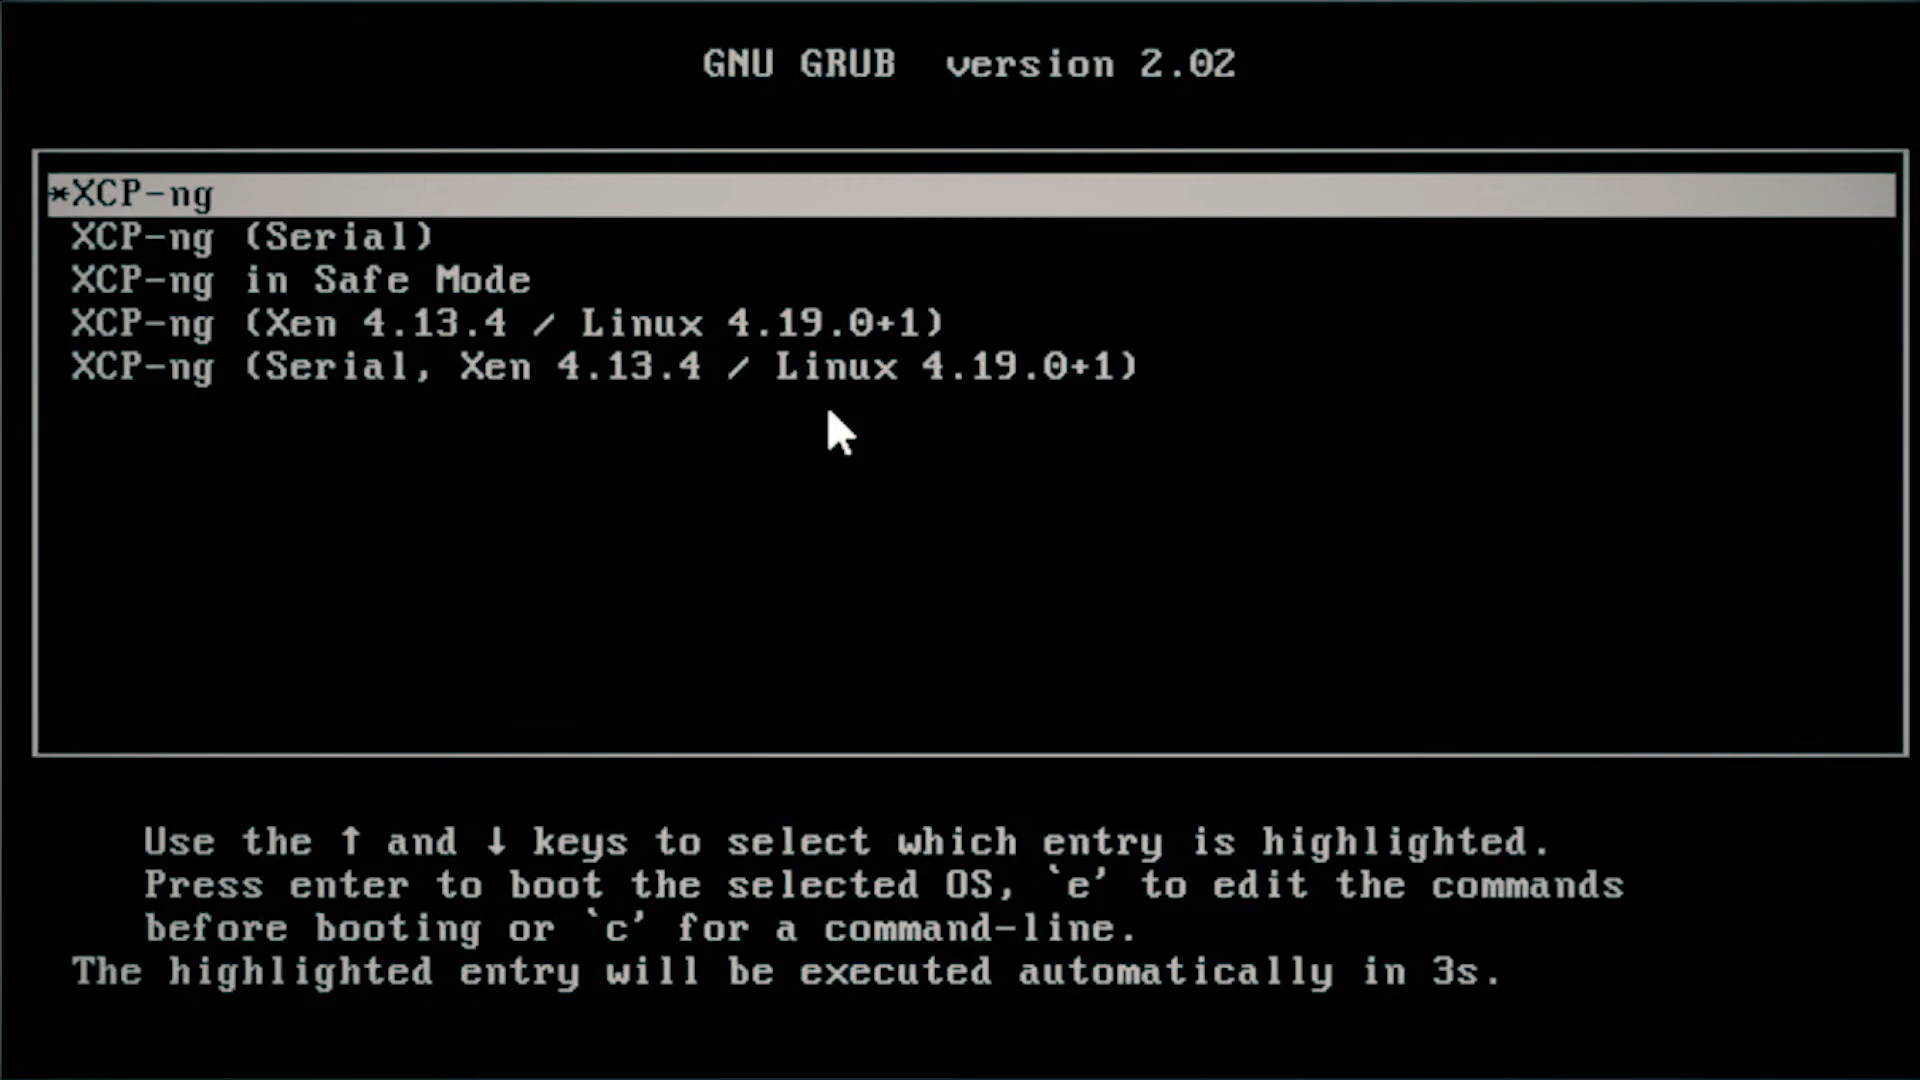 GNU GRUB  version 2.02
*XCP-ng
XCP-ng (Serial)
XCP-ng in Safe Mode
XCP-ng (Xen 4.13.4 / Linux 4.19.0+1)
XCP-ng (Serial, Xen 4.13.4 / Linux 4.19.0+1)
Use the ↑ and ↓ keys to select which entry is highlighted.
Press enter to boot the selected OS, `e' to edit the commands
before booting or `c' for a command-line.
The highlighted entry will be executed automatically in 3s.